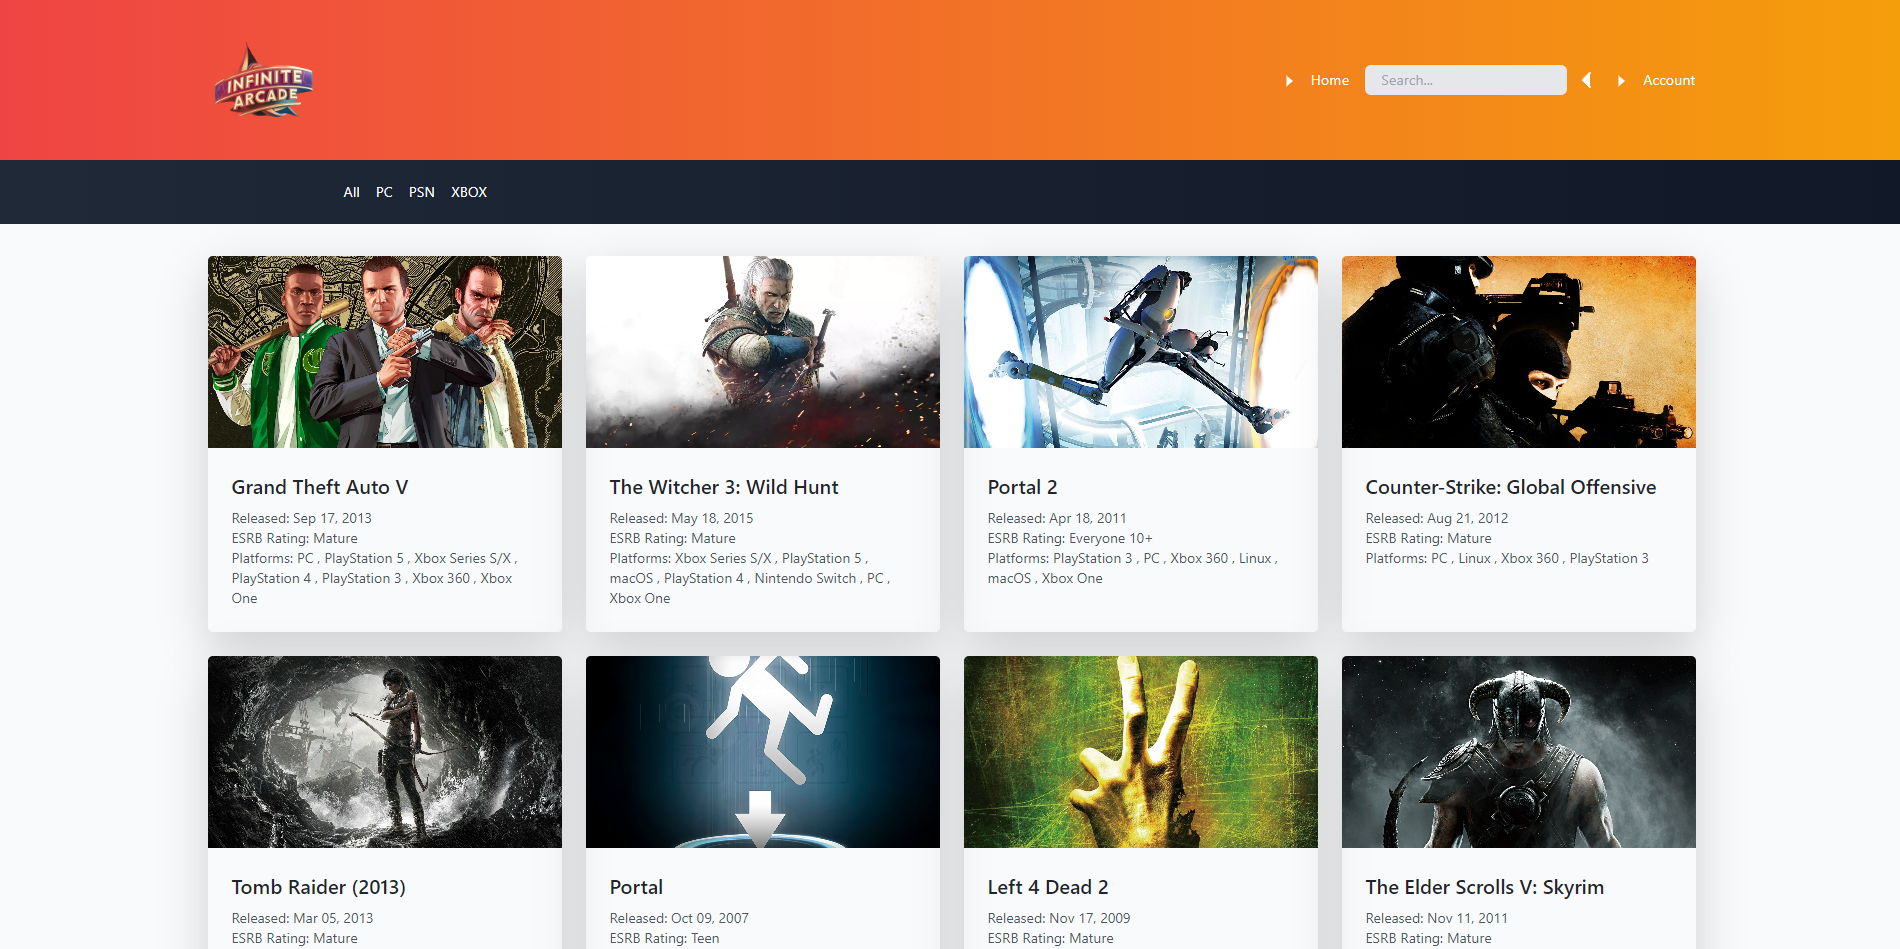 INFINITE
ARCADE
Home
Search...
Account
All
PC
PSN
XBOX
Grand Theft Auto V
Released: Sep 17, 2013
ESRB Rating: Mature
Platforms: PC , PlayStation 5 , Xbox Series S/X ,
PlayStation 4 , PlayStation 3 , Xbox 360 , Xbox
One
The Witcher 3: Wild Hunt
Released: May 18, 2015
ESRB Rating: Mature
Platforms: Xbox Series S/X , PlayStation 5 ,
macOS , PlayStation 4 , Nintendo Switch , PC ,
Xbox One
Portal 2
Released: Apr 18, 2011
ESRB Rating: Everyone 10+
Platforms: PlayStation 3 , PC , Xbox 360 , Linux ,
macOS , Xbox One
Counter-Strike: Global Offensive
Released: Aug 21, 2012
ESRB Rating: Mature
Platforms: PC , Linux , Xbox 360 , PlayStation 3
Tomb Raider (2013)
Released: Mar 05, 2013
ESRB Rating: Mature
Portal
Released: Oct 09, 2007
ESRB Rating: Teen
Left 4 Dead 2
Released: Nov 17, 2009
ESRB Rating: Mature
The Elder Scrolls V: Skyrim
Released: Nov 11, 2011
ESRB Rating: Mature